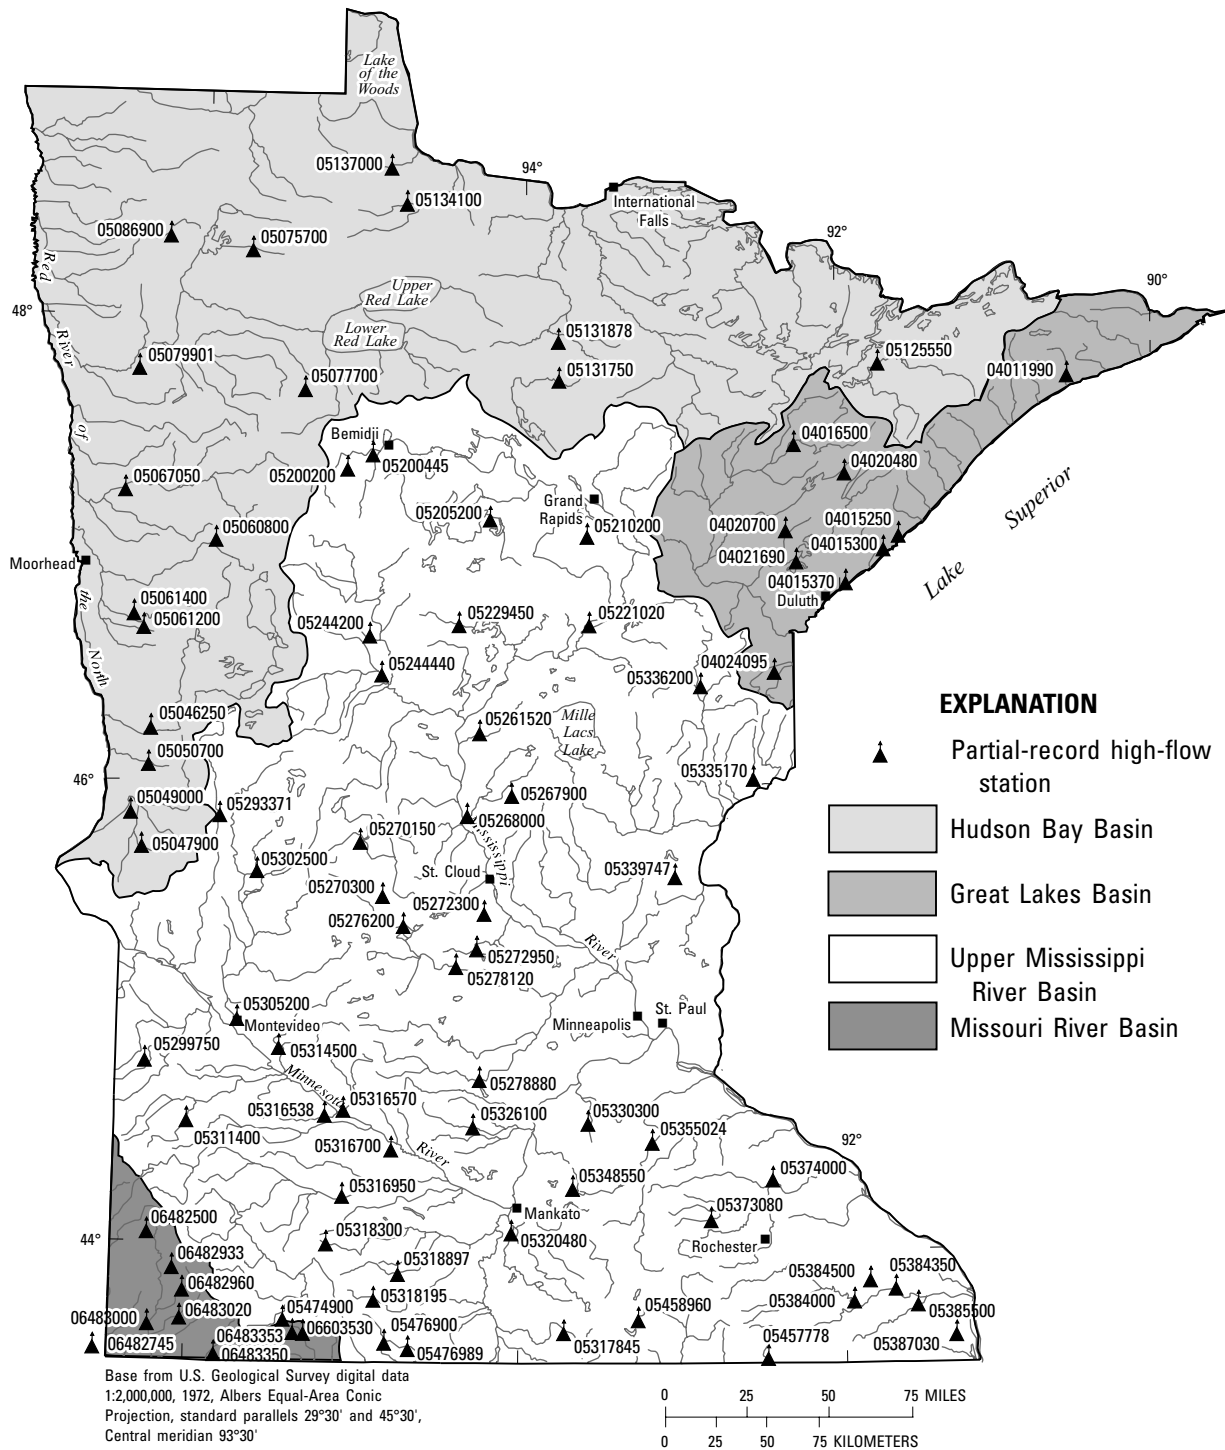 Lake
of the
Woods
05137000
94°
05134100
International
Falls
05086900
05075700
92°
Red
River
of
the
North
Upper
Red Lake
90°
48°
Lower
Red Lake
05131878
05079901
05125550
05077700
05131750
04011990
Bemidji
04016500
05200200
05200445
04020480
05067050
Grand
Rapids
Superior
05205200
05210200
04020700
04015250
05060800
04015300
04021690
Moorhead
04015370
Lake
Duluth
05061400
05061200
05229450
05221020
05244200
04024095
05244440
05336200
05046250
05261520
Mille
Lacs
Lake
05050700
46°
05335170
05049000
05293371
05267900
05268000
05270150
ississippi
05047900
05302500
St. Cloud
05339747
05270300
05272300
05276200
River
05272950
05278120
05305200
Montevideo
St. Paul
Minneapolis
05299750
05314500
Minnesota
05278880
05316570
05316538
05326100
05330300
05311400
05355024
92°
05316700
River
05374000
05316950
05348550
Mankato
05373080
06482500
05318300
05320480
44°
Rochester
06482933
05318897
05384500
05384350
06482960
05318195
05384000
05385500
06483000
06483020
05474900
05458960
06483353
06603530
05476900
05387030
06482745
06483350
05476989
05317845
05457778
EXPLANATION
Partial-record high-flow
station
Hudson Bay Basin
Great Lakes Basin
Upper Mississippi
River Basin
Missouri River Basin
Base from U.S. Geological Survey digital data
1:2,000,000, 1972, Albers Equal-Area Conic
Projection, standard parallels 29°30' and 45°30',
Central meridian 93°30'
0 25 50 75 MILES
0 25 50 75 KILOMETERS